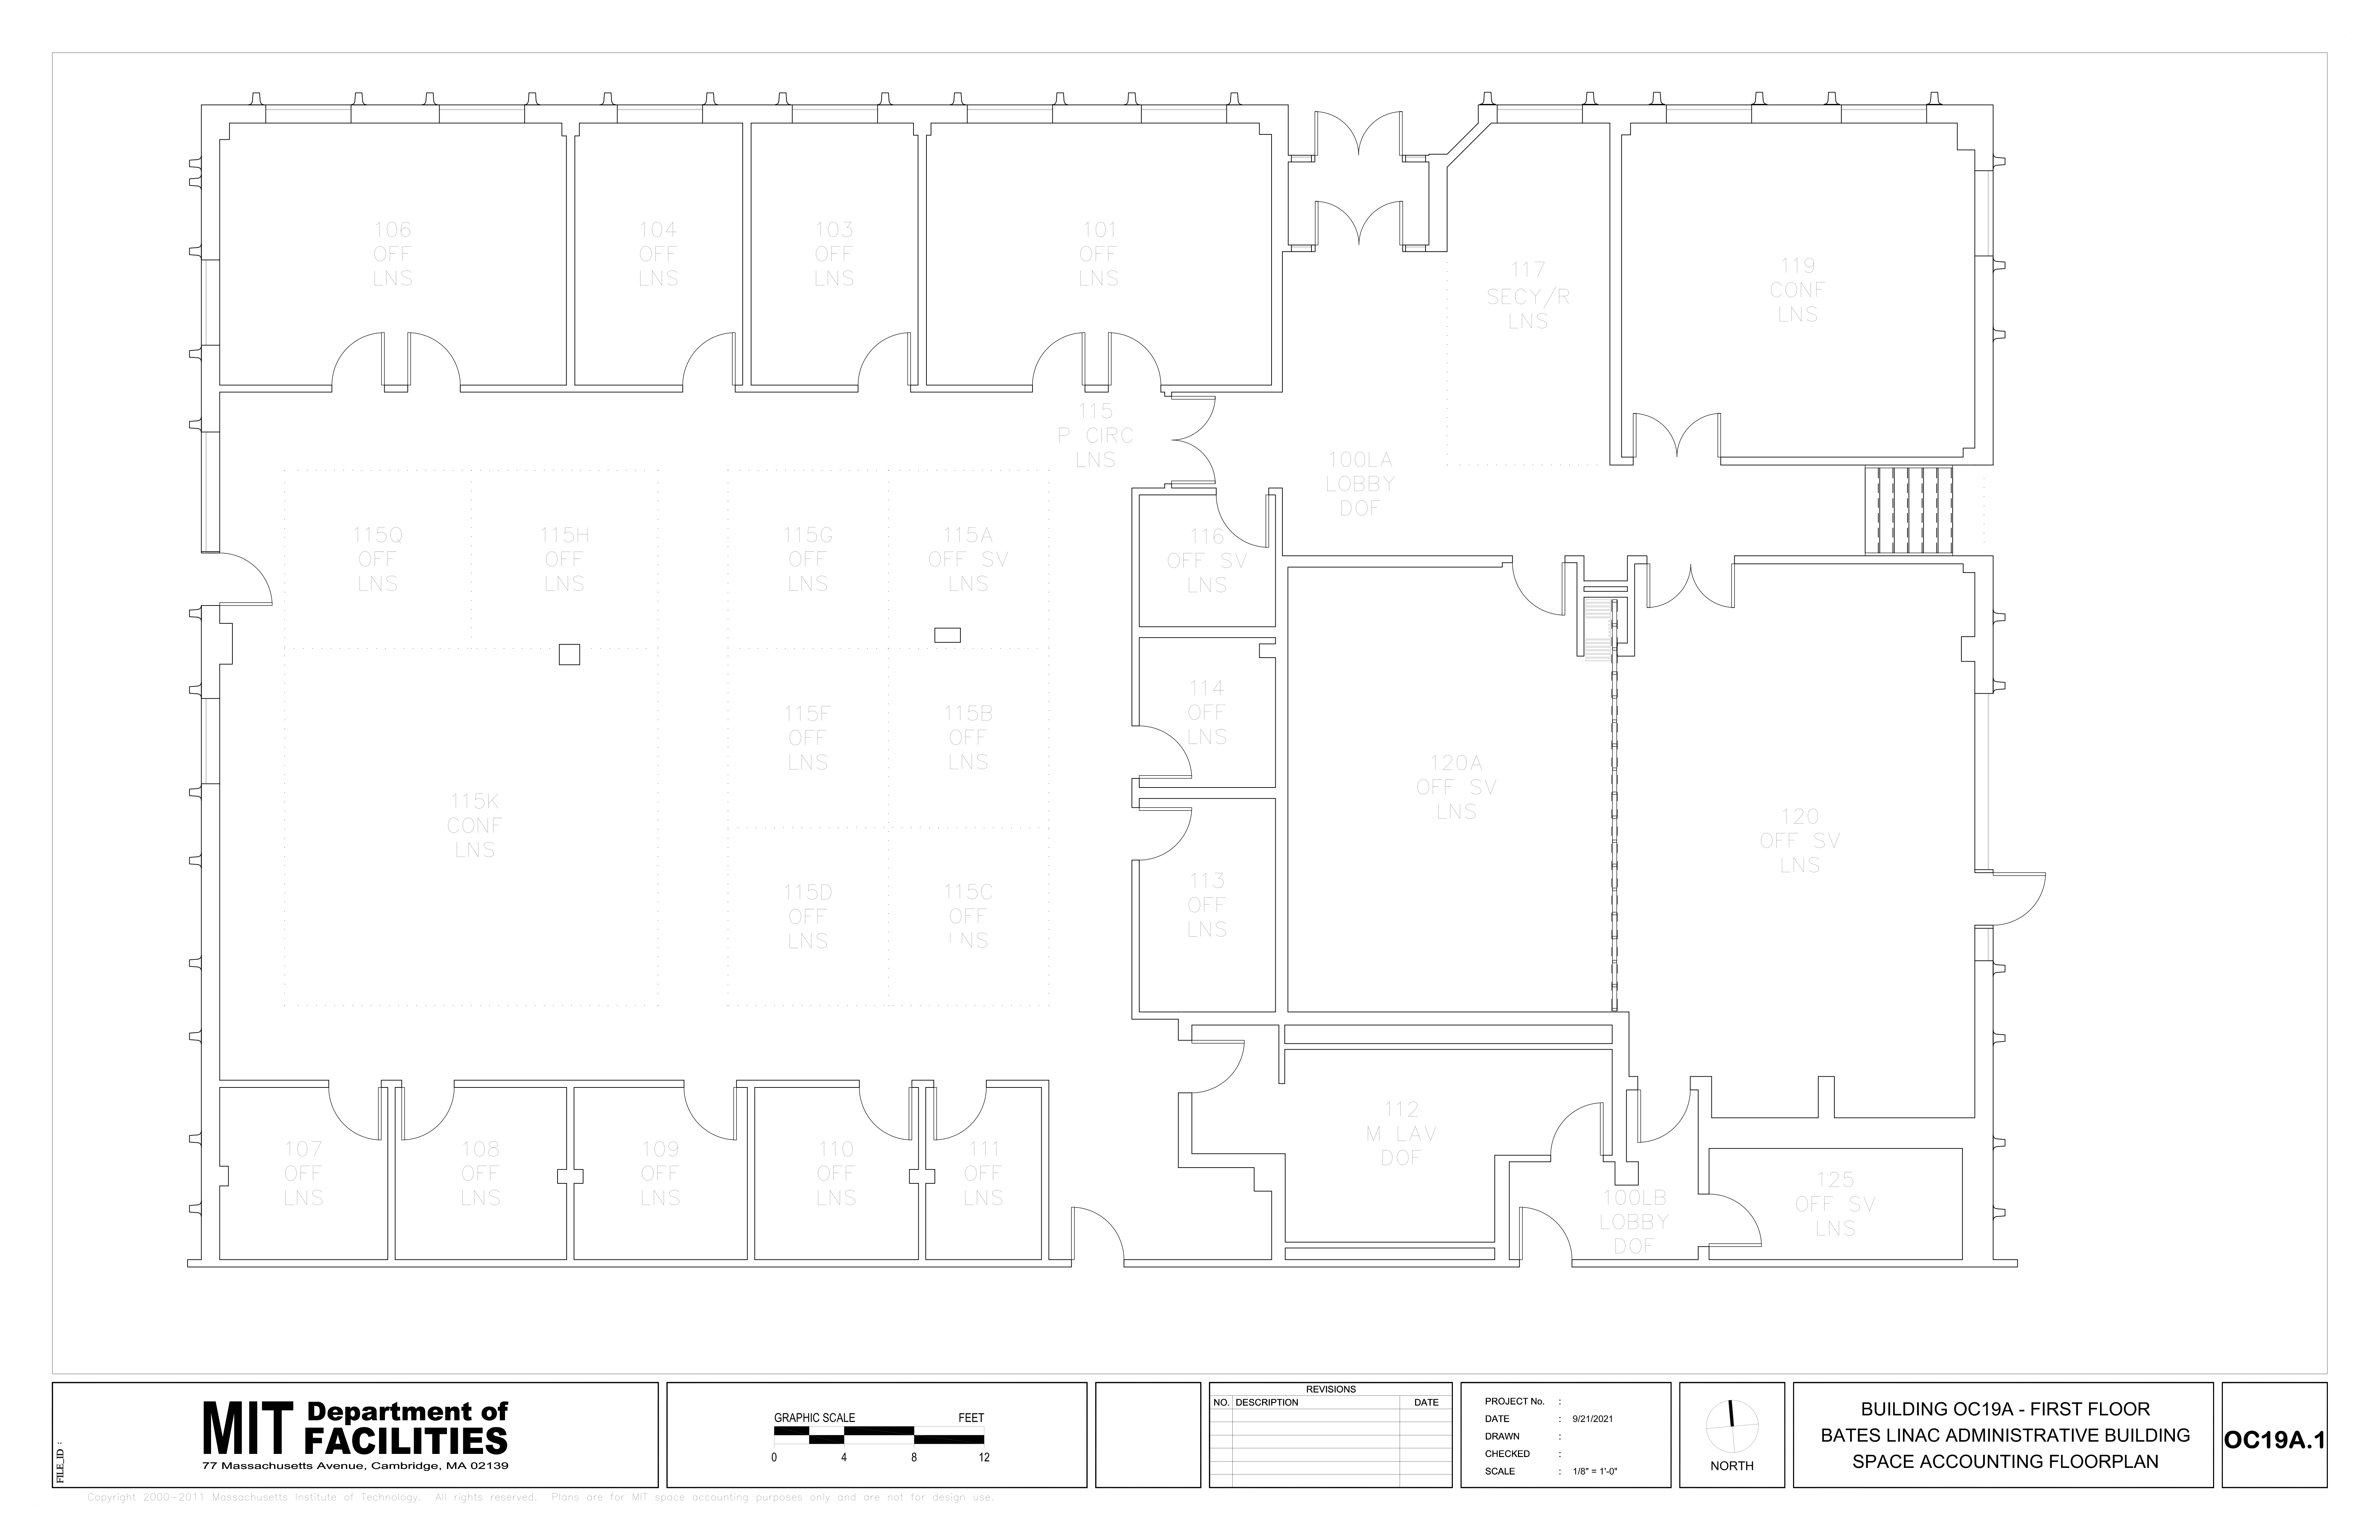 106
OFF
LNS
104
OFF
LNS
103
OFF
LNS
101
OFF
LNS
117
SECY/R
LNS
119
CONF
LNS
115
P CIRC
LNS
100LA
LOBBY
DOF
115Q
OFF
LNS
115H
OFF
LNS
115G
OFF
LNS
115A
OFF SV
LNS
116
OFF SV
LNS
114
OFF
LNS
115F
OFF
LNS
115B
OFF
LNS
120A
OFF SV
LNS
115K
CONF
LNS
120
OFF SV
LNS
115D
OFF
LNS
115C
OFF
LNS
113
OFF
LNS
112
M LAV
DOF
107
OFF
LNS
108
OFF
LNS
109
OFF
LNS
110
OFF
LNS
111
OFF
LNS
100LB
LOBBY
DOF
125
OFF SV
LNS
FILE_ID :
MIT Department of
FACILITIES
77 Massachusetts Avenue, Cambridge, MA 02139
GRAPHIC SCALE FEET
0 4 8 12
REVISIONS
NO. DESCRIPTION DATE
PROJECT No. :
DATE : 9/21/2021
DRAWN :
CHECKED :
SCALE : 1/8" = 1'-0"
NORTH
BUILDING OC19A - FIRST FLOOR
BATES LINAC ADMINISTRATIVE BUILDING
SPACE ACCOUNTING FLOORPLAN
OC19A.1
Copyright 2000-2011 Massachusetts Institute of Technology. All rights reserved. Plans are for MIT space accounting purposes only and are not for design use.